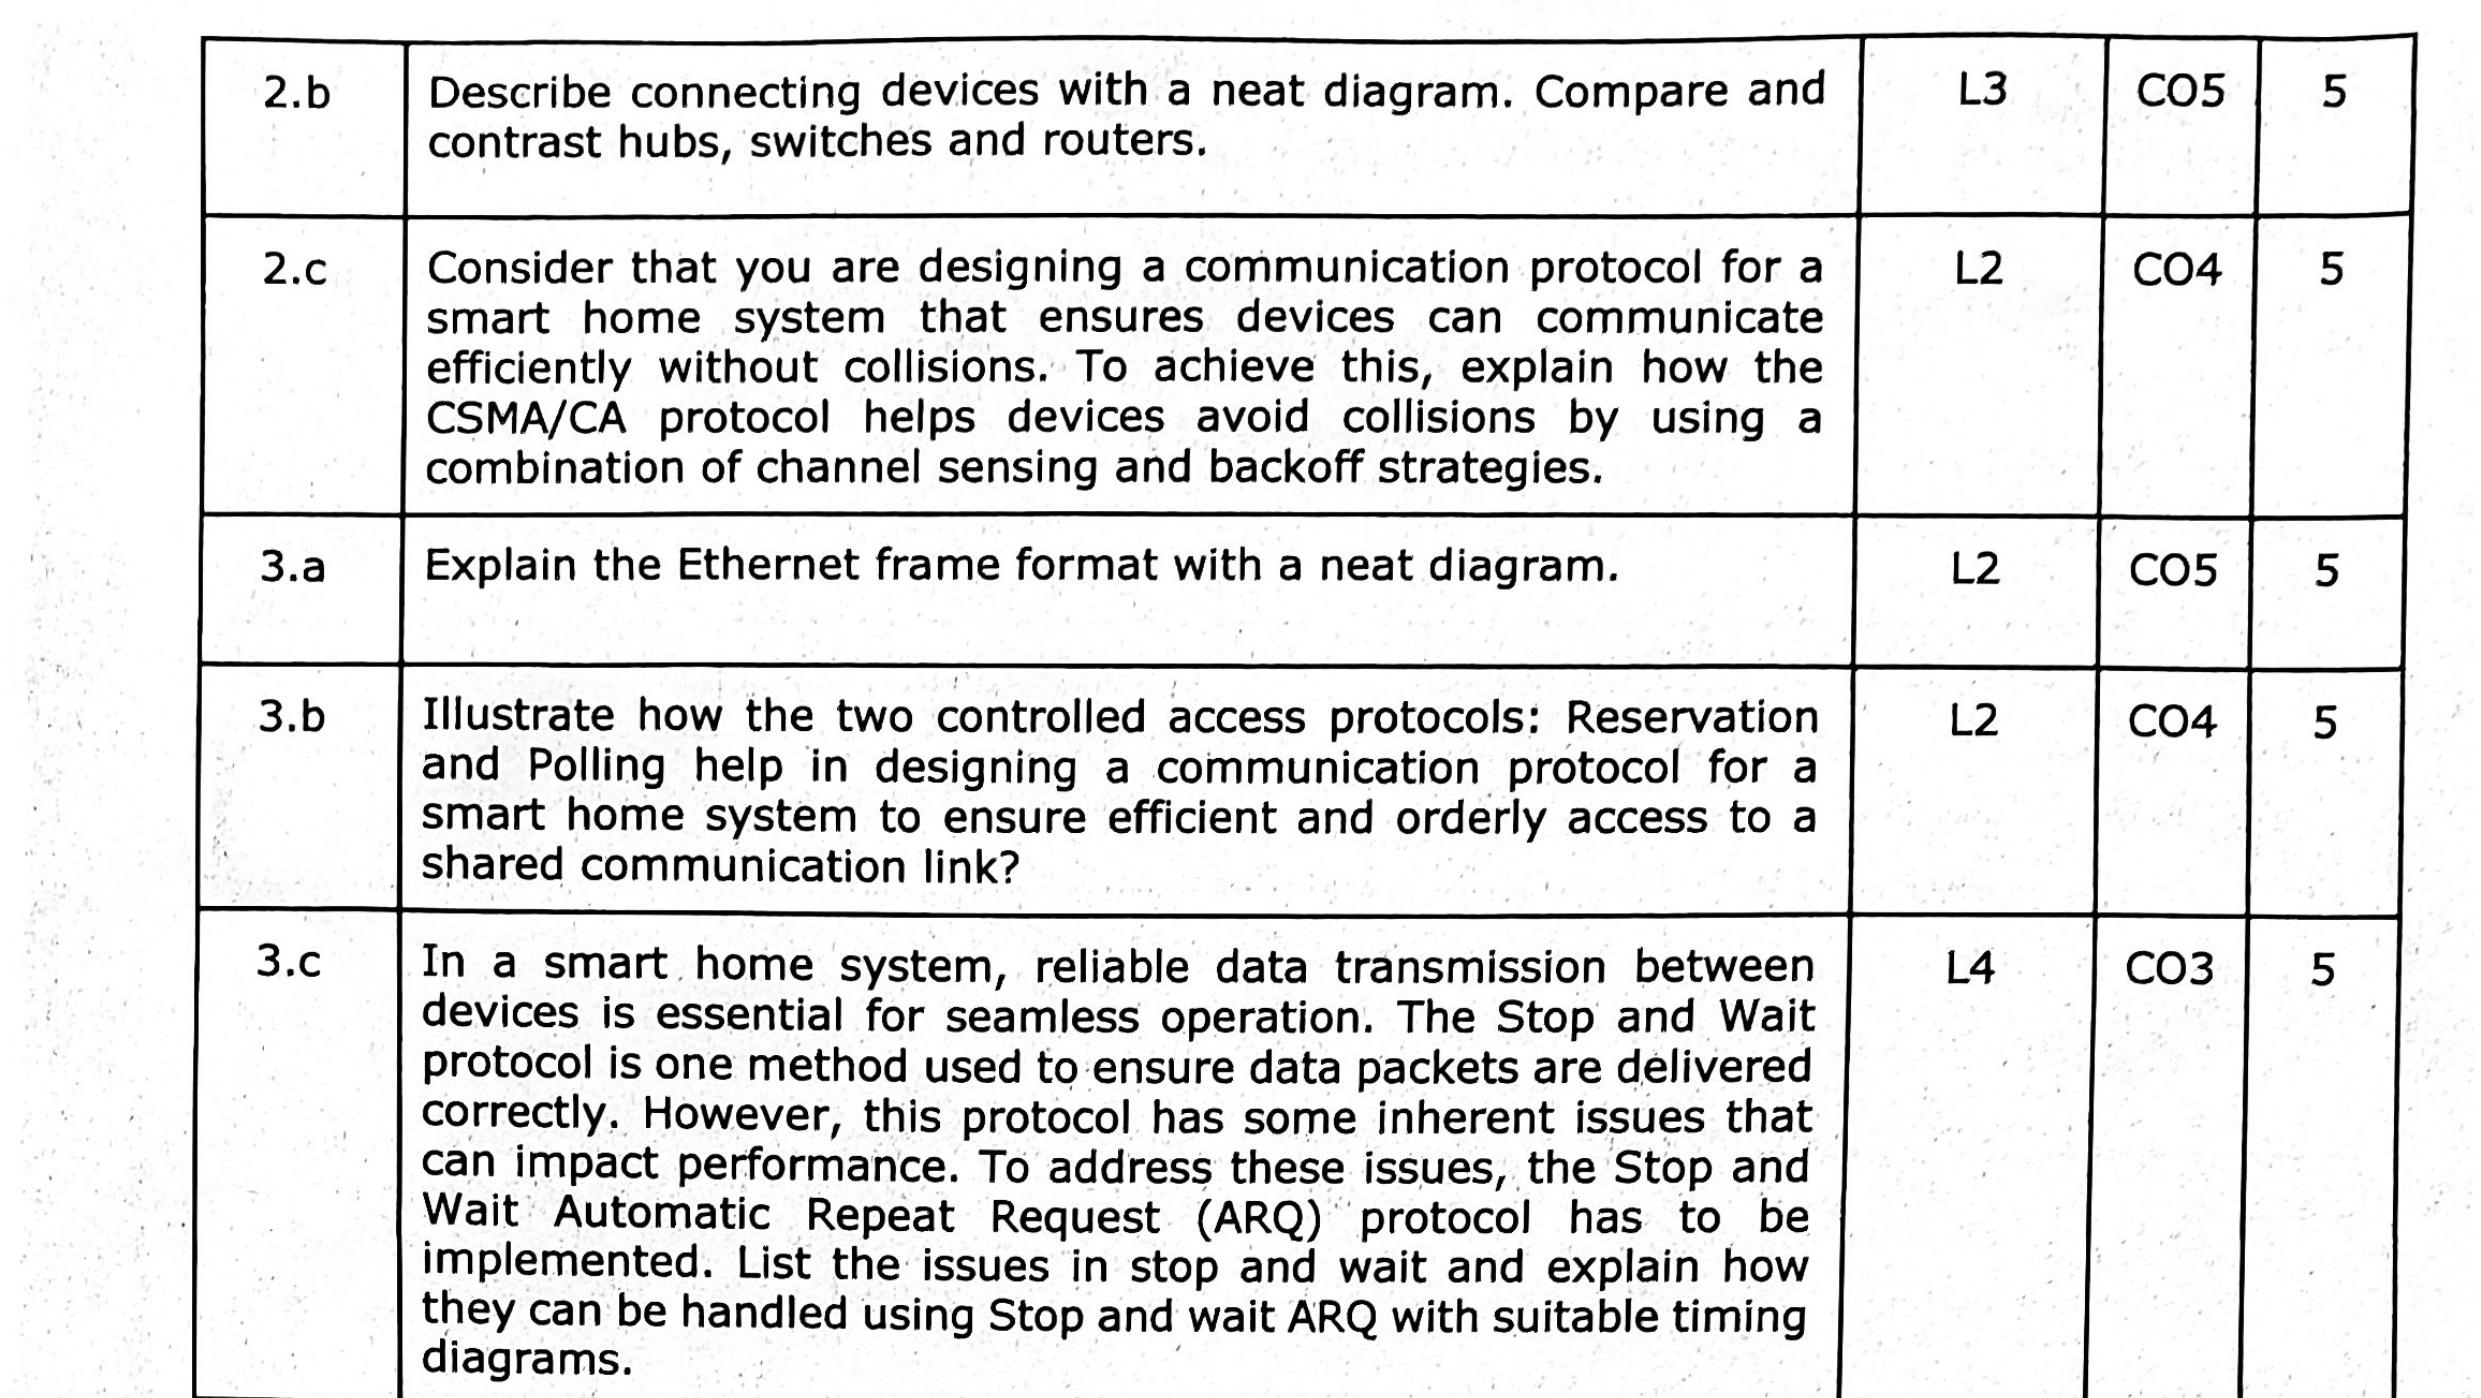 2.b Describe connecting devices with a neat diagram. Compare and L3 CO5 5
contrast hubs, switches and routers.
2.c Consider that you are designing a communication protocol for a L2 CO4 5
smart home system that ensures devices can communicate
efficiently without collisions. To achieve this, explain how the
CSMA/CA protocol helps devices avoid collisions by using a
combination of channel sensing and backoff strategies.
3.a Explain the Ethernet frame format with a neat diagram. L2 CO5 5
3.b Illustrate how the two controlled access protocols: Reservation L2 CO4 5
and Polling help in designing a communication protocol for a
smart home system to ensure efficient and orderly access to a
shared communication link?
3.c In a smart home system, reliable data transmission between L4 CO3 5
devices is essential for seamless operation. The Stop and Wait
protocol is one method used to ensure data packets are delivered
correctly. However, this protocol has some inherent issues that
can impact performance. To address these issues, the Stop and
Wait Automatic Repeat Request (ARQ) protocol has to be
implemented. List the issues in stop and wait and explain how
they can be handled using Stop and wait ARQ with suitable timing
diagrams.